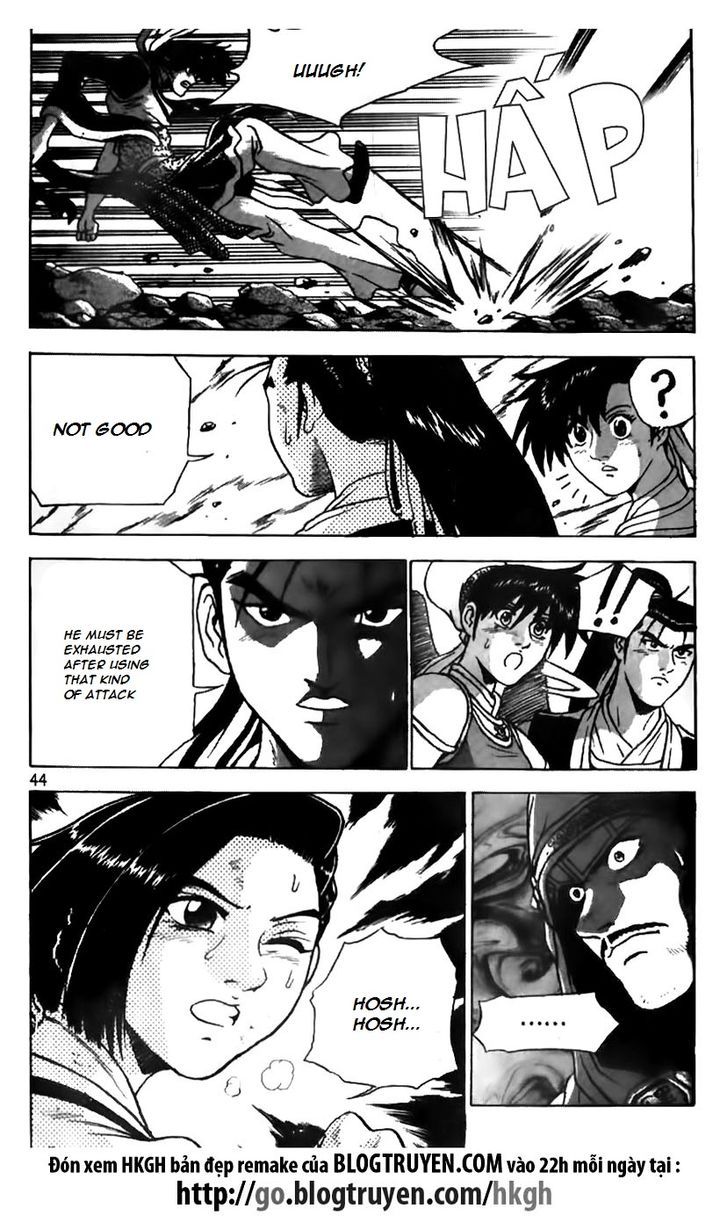 UUUGH!
HẤP
NOT GOOD
?
HE MUST BE
EXHAUSTED
AFTER USING
THAT KIND
OF ATTACK
!!
44
HOSH...
HOSH...
......
Đón xem HKGH bản đẹp remake của BLOGTRUYEN.COM vào 22h mỗi ngày tại :
http://go.blogtruyen.com/hkgh